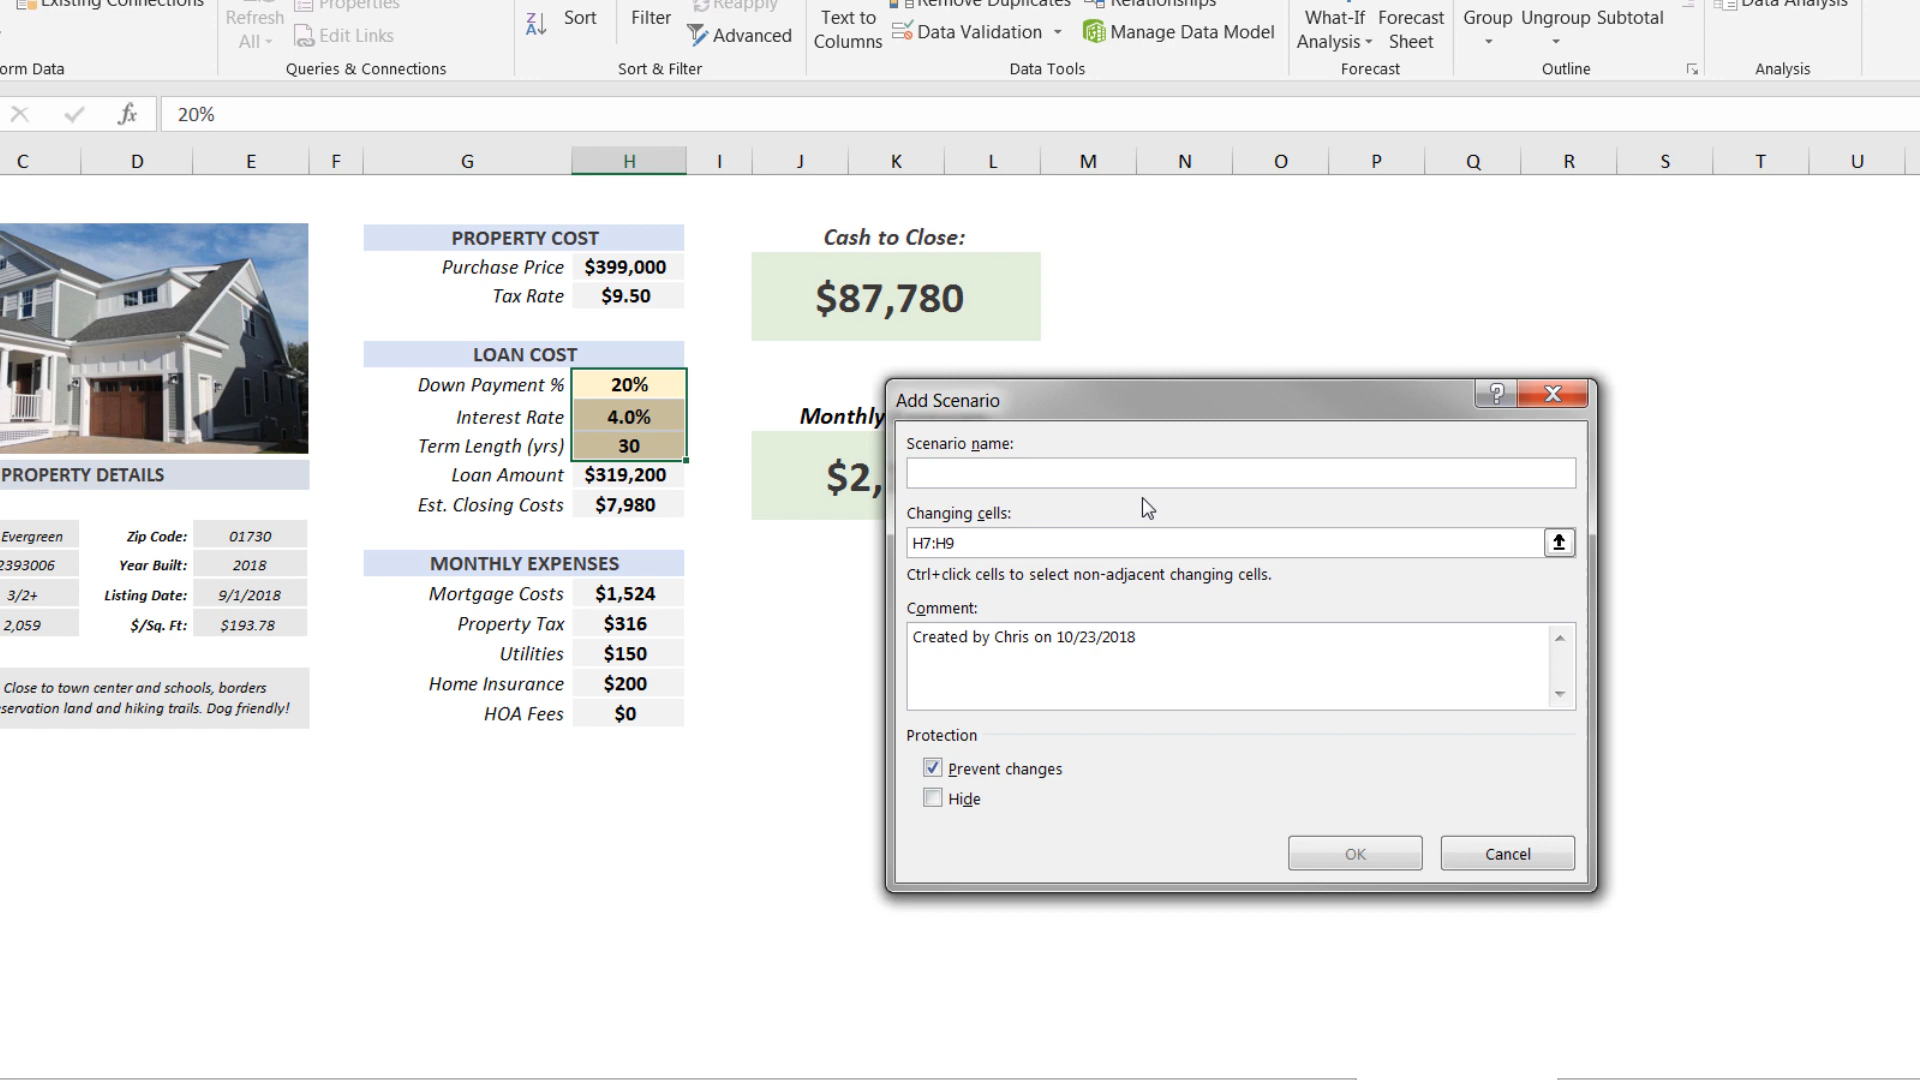 Existing Connections
Refresh
All
Properties
Edit Links
Sort
Filter
Reapply
Advanced
Text to
Columns
Remove Duplicates
Data Validation
Relationships
Manage Data Model
What-If
Analysis
Forecast
Sheet
Group
Ungroup
Subtotal
Data Analysis
orm Data
Queries & Connections
Sort & Filter
Data Tools
Forecast
Outline
Analysis
fx
20%
C D E F G H I J K L M N O P Q R S T U
PROPERTY COST
Purchase Price $399,000
Tax Rate $9.50
LOAN COST
Down Payment % 20%
Interest Rate 4.0%
Term Length (yrs) 30
Loan Amount $319,200
Est. Closing Costs $7,980
MONTHLY EXPENSES
Mortgage Costs $1,524
Property Tax $316
Utilities $150
Home Insurance $200
HOA Fees $0
Cash to Close:
$87,780
Monthly
$2,
PROPERTY DETAILS
Evergreen Zip Code: 01730
2393006 Year Built: 2018
3/2+ Listing Date: 9/1/2018
2,059 $/Sq. Ft: $193.78
Close to town center and schools, borders
servation land and hiking trails. Dog friendly!
Add Scenario
?
X
Scenario name:
Changing cells:
H7:H9
Ctrl+click cells to select non-adjacent changing cells.
Comment:
Created by Chris on 10/23/2018
Protection
Prevent changes
Hide
OK
Cancel